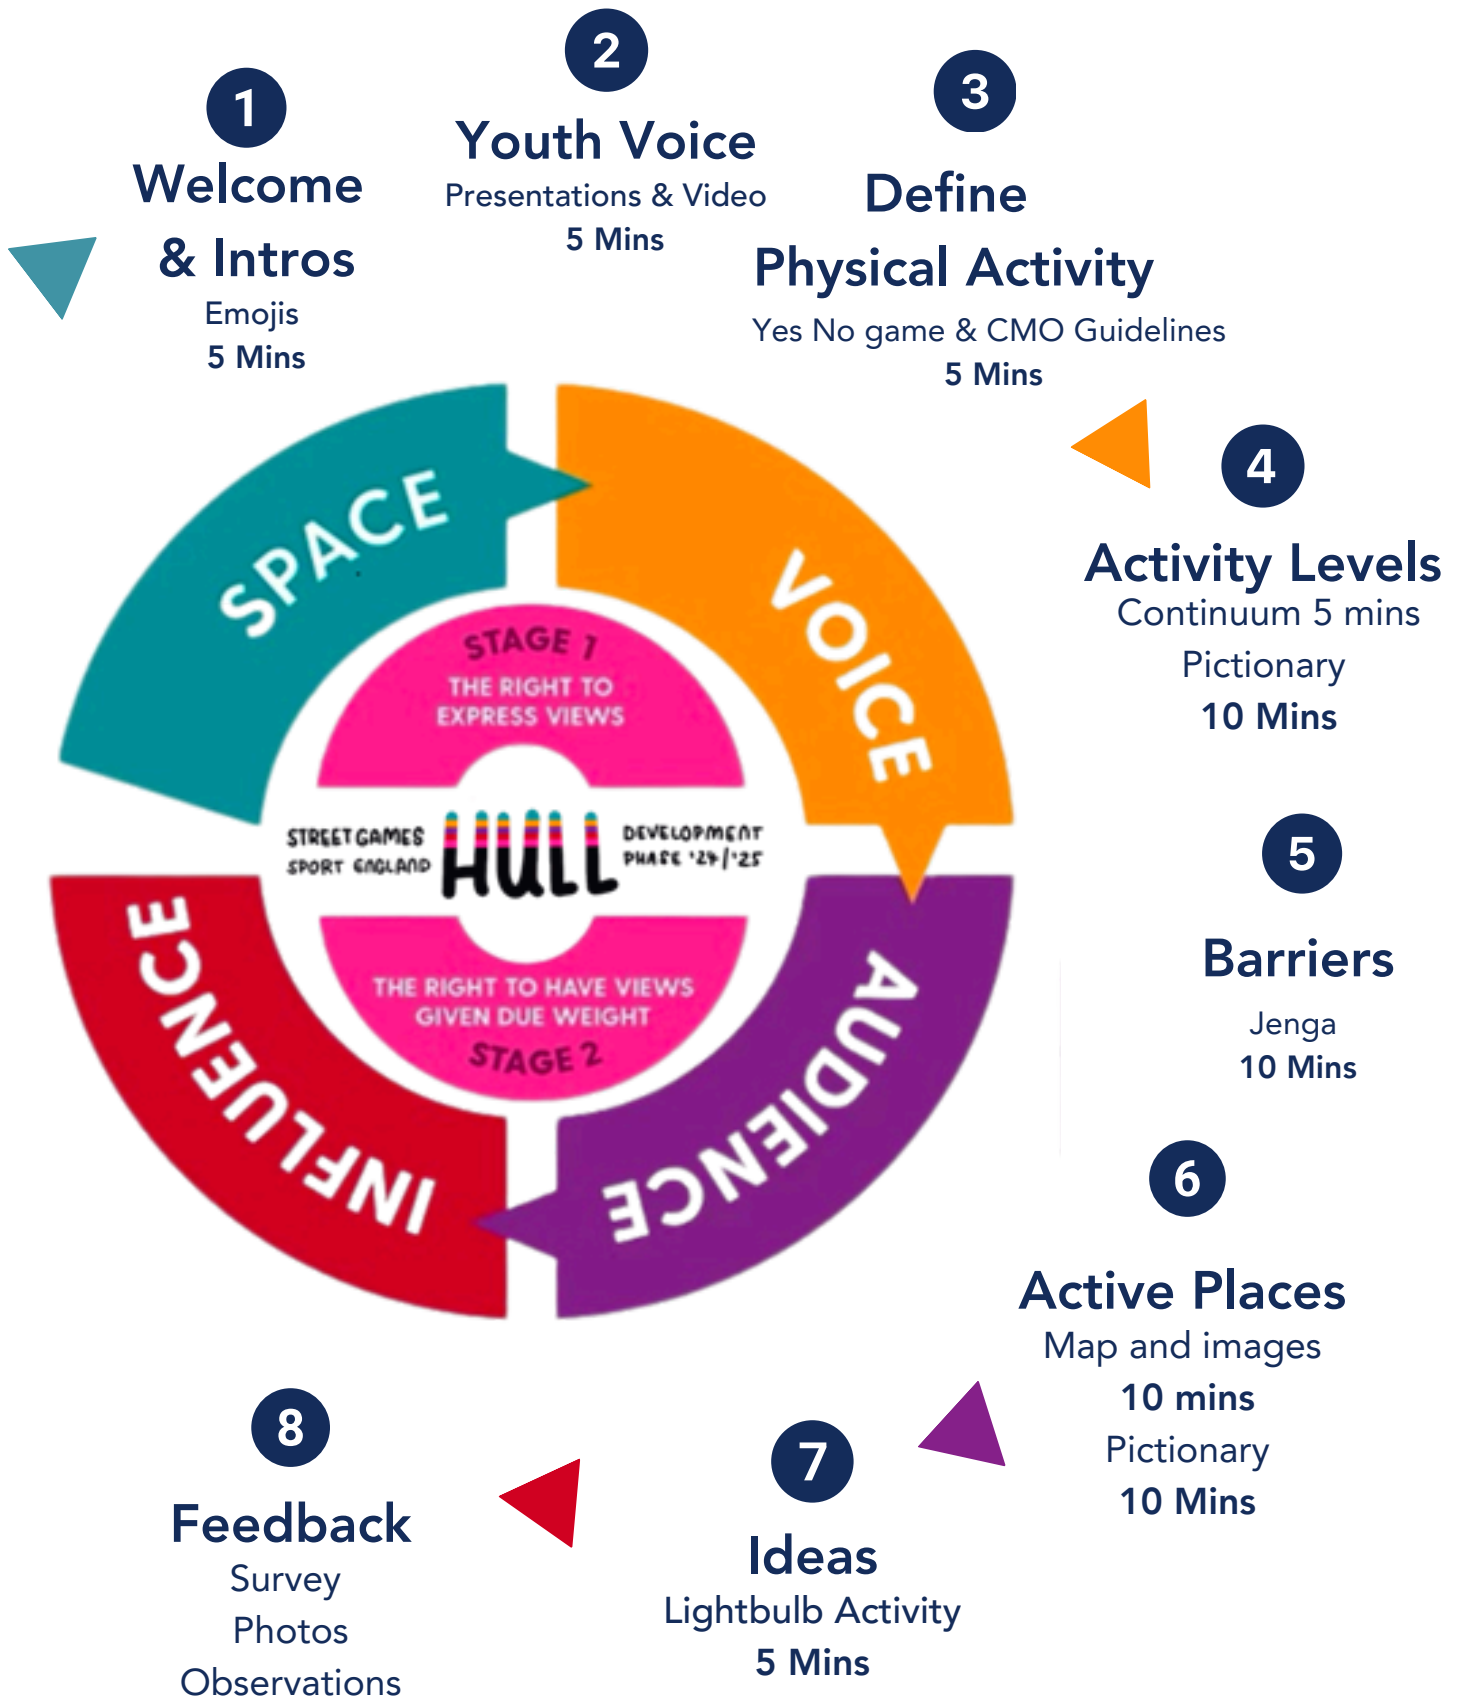 1
Welcome
& Intros
Emojis
5 Mins
2
Youth Voice
Presentations & Video
5 Mins
3
Define
Physical Activity
Yes No game & CMO Guidelines
5 Mins
4
Activity Levels
Continuum 5 mins
Pictionary
10 Mins
5
Barriers
Jenga
10 Mins
6
Active Places
Map and images
10 mins
Pictionary
10 Mins
7
Ideas
Lightbulb Activity
5 Mins
8
Feedback
Survey
Photos
Observations
SPACE
VOICE
AUDIENCE
INFLUENCE
STAGE 1
THE RIGHT TO
EXPRESS VIEWS
STREET GAMES
SPORT ENGLAND
HULL
DEVELOPMENT
PHASE '24/'25
THE RIGHT TO HAVE VIEWS
GIVEN DUE WEIGHT
STAGE 2